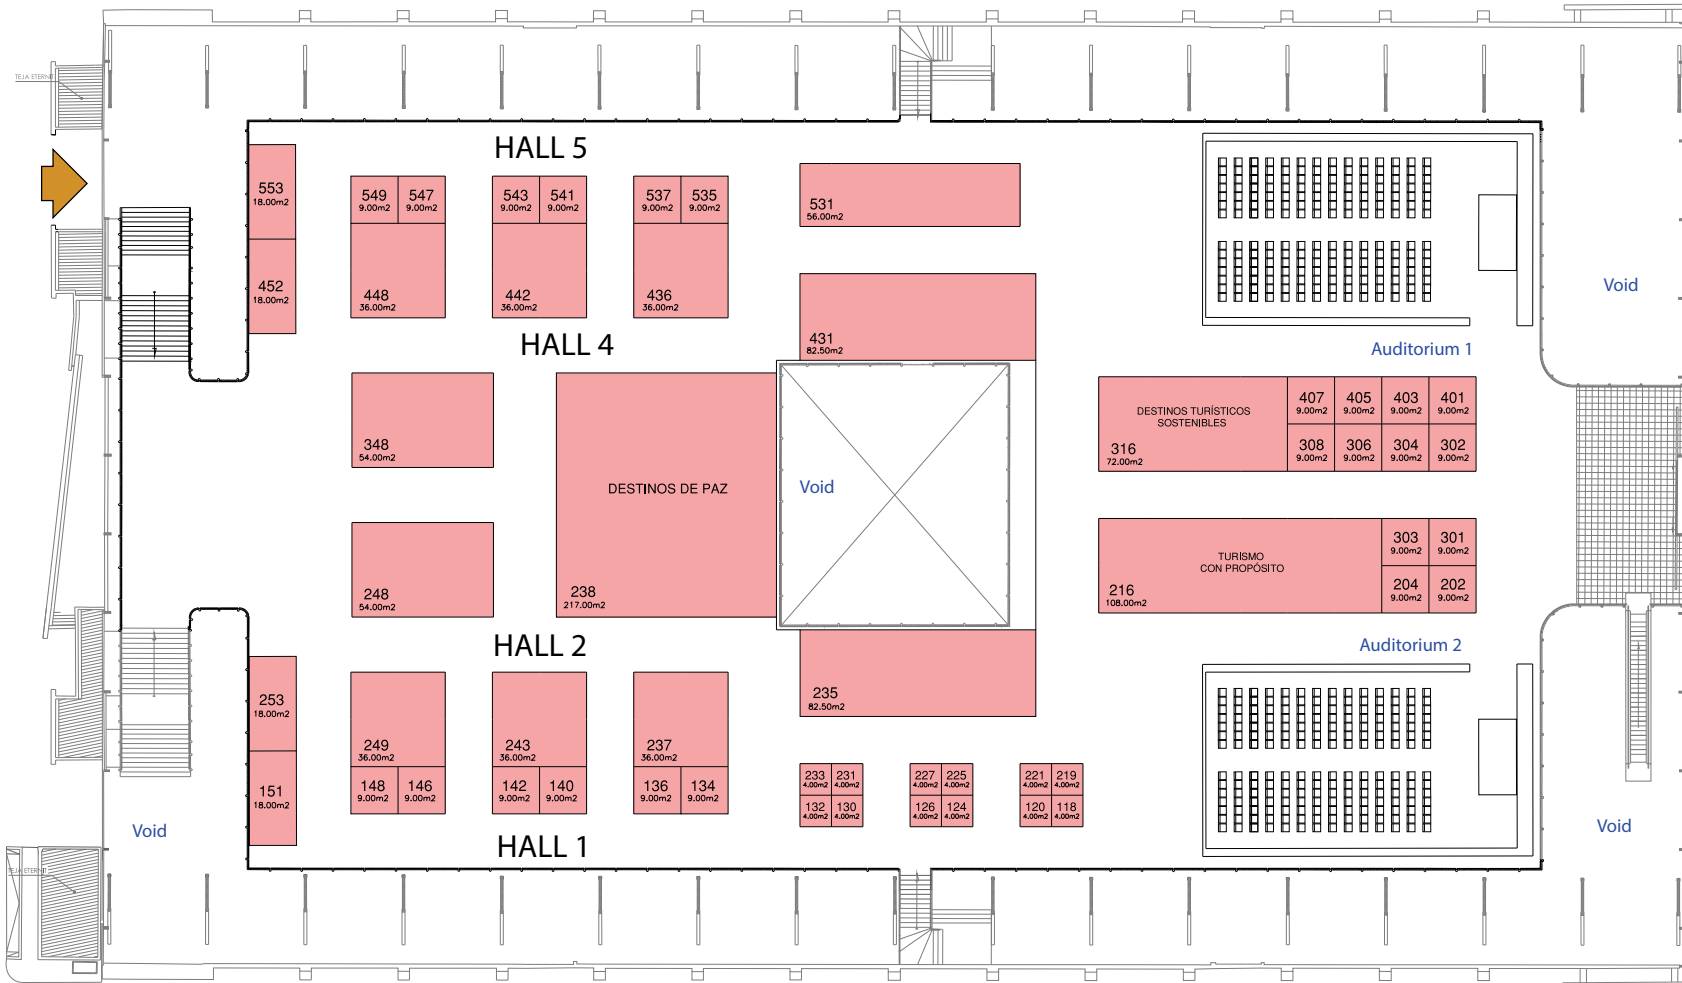 TEJA ETERNIT
HALL 5
553
18.00m2
549
9.00m2
547
9.00m2
543
9.00m2
541
9.00m2
537
9.00m2
535
9.00m2
531
56.00m2
452
18.00m2
448
36.00m2
442
36.00m2
436
36.00m2
431
82.50m2
Void
HALL 4
Auditorium 1
348
54.00m2
DESTINOS DE PAZ
238
217.00m2
Void
DESTINOS TURÍSTICOS
SOSTENIBLES
316
72.00m2
407
9.00m2
405
9.00m2
403
9.00m2
401
9.00m2
308
9.00m2
306
9.00m2
304
9.00m2
302
9.00m2
248
54.00m2
TURISMO
CON PROPÓSITO
216
108.00m2
303
9.00m2
301
9.00m2
204
9.00m2
202
9.00m2
HALL 2
Auditorium 2
253
18.00m2
249
36.00m2
243
36.00m2
237
36.00m2
235
82.50m2
151
18.00m2
148
9.00m2
146
9.00m2
142
9.00m2
140
9.00m2
136
9.00m2
134
9.00m2
233
4.00m2
231
4.00m2
227
4.00m2
225
4.00m2
221
4.00m2
219
4.00m2
132
4.00m2
130
4.00m2
126
4.00m2
124
4.00m2
120
4.00m2
118
4.00m2
Void
Void
HALL 1
TEJA ETERNIT